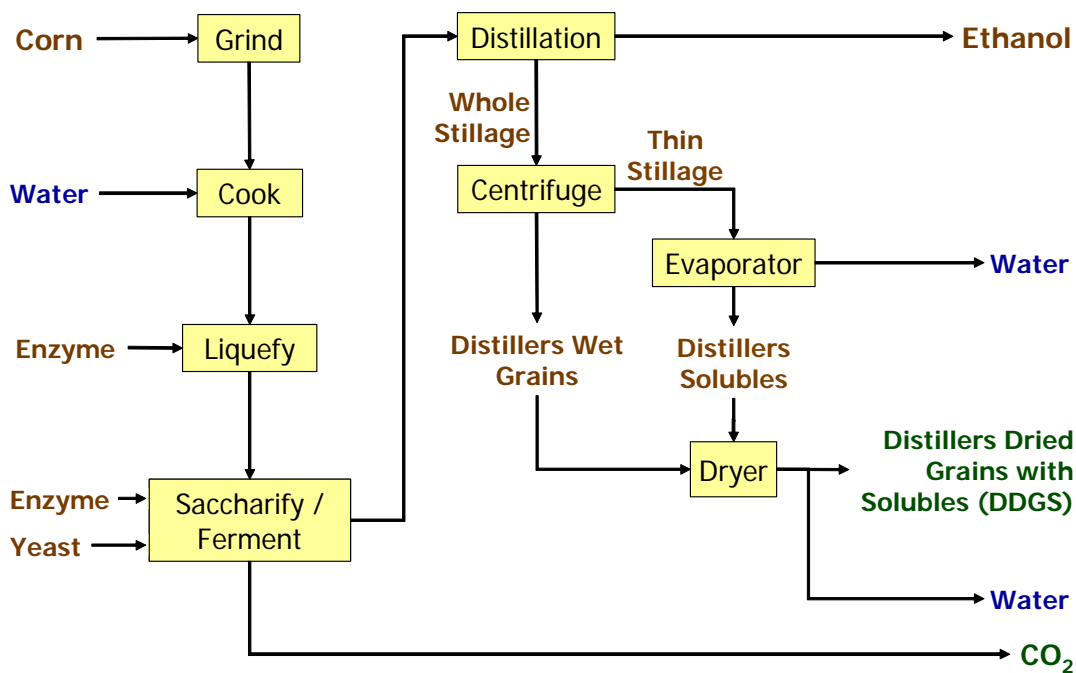 Corn
Grind
Distillation
Ethanol
Whole
Stillage
Thin
Stillage
Water
Cook
Centrifuge
Evaporator
Water
Enzyme
Liquefy
Distillers Wet
Grains
Distillers
Solubles
Dryer
Distillers Dried
Grains with
Solubles (DDGS)
Enzyme
Yeast
Saccharify /
Ferment
Water
CO₂